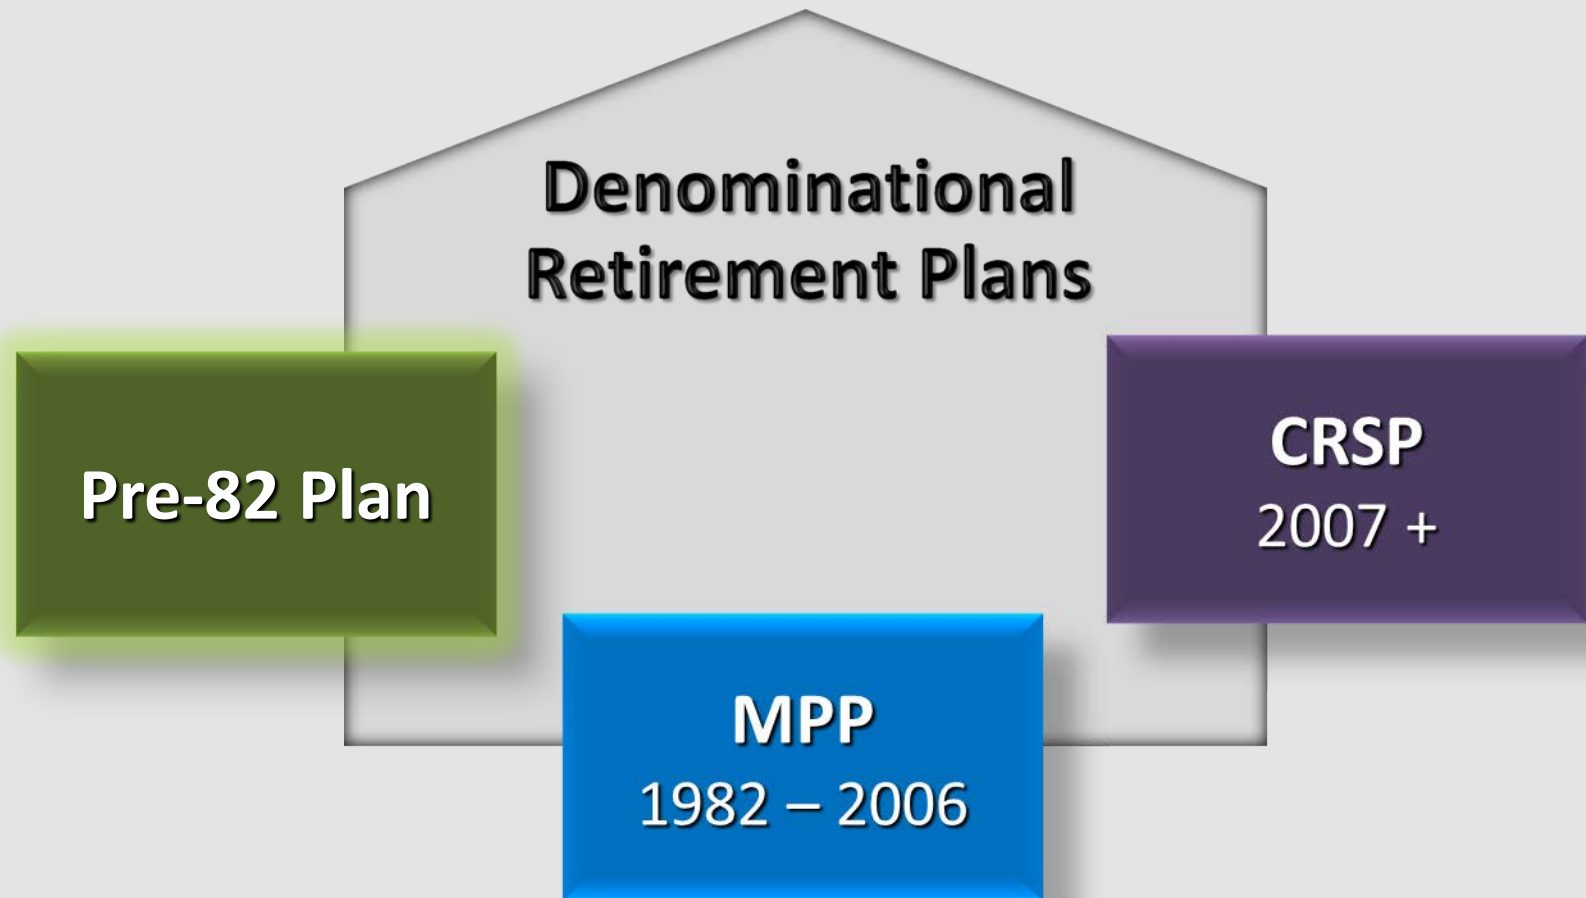 Denominational
Retirement Plans
Pre-82 Plan
CRSP
2007 +
MPP
1982 – 2006